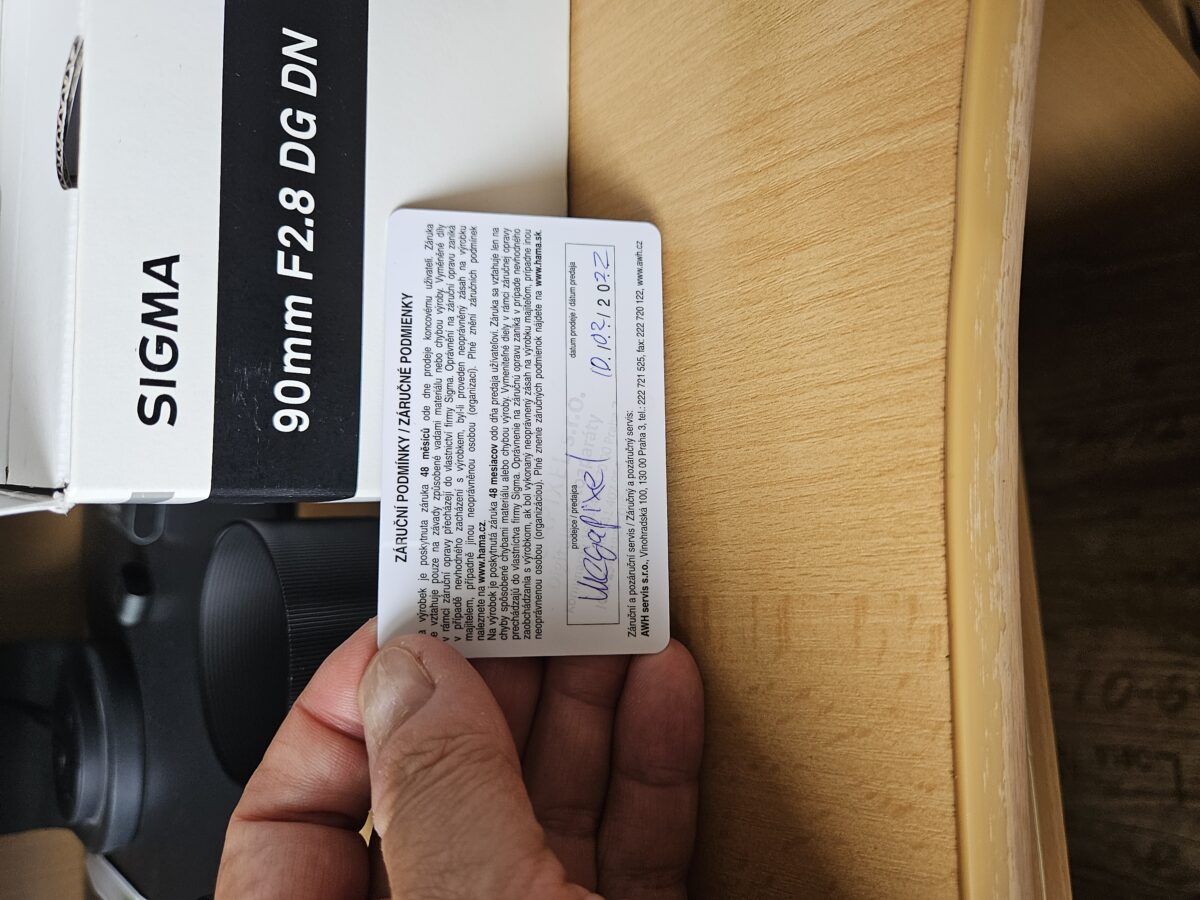 SIGMA
90mm F2.8 DG DN
ZÁRUČNÍ PODMÍNKY / ZÁRUČNÉ PODMIENKY
a výrobek je poskytnuta záruka 48 měsíců ode dne prodeje koncovému uživateli. Záruka
e vztahuje pouze na závady způsobené vadami materiálu nebo chybou výroby. Vyměněné díly
v rámci záruční opravy přecházejí do vlastnictví firmy Sigma. Oprávnění na záruční opravu zaniká
v případě nevhodného zacházení s výrobkem, byl-li proveden neoprávněný zásah na výrobku
majitelem, případně jinou neoprávněnou osobou (organizací). Plné znění záručních podmínek
naleznete na www.hama.cz.
Na výrobok je poskytnutá záruka 48 mesiacov odo dňa predaja užívateľovi. Záruka sa vzťahuje len na
chyby spôsobené chybami materiálu alebo chybou výroby. Vymeniteľné diely v rámci záručnej opravy
prechádzajú do vlastníctva firmy Sigma. Oprávnenie na záručnú opravu zaniká v prípade nevhodného
zaobchádzania s výrobkom, ak bol vykonaný neoprávnený zásah na výrobku majiteľom, prípadne inou
neoprávnenou osobou (organizáciou). Plné znenie záručných podmienok nájdete na www.hama.sk.
prodejce / predajca datum prodeje / dátum predaja
Megapixel
Záruční a pozáruční servis / Záručný a pozáručný servis:
AWH servis s.r.o., Vinohradská 100, 130 00 Praha 3, tel.: 222 721 525, fax: 222 720 122, www.awh.cz